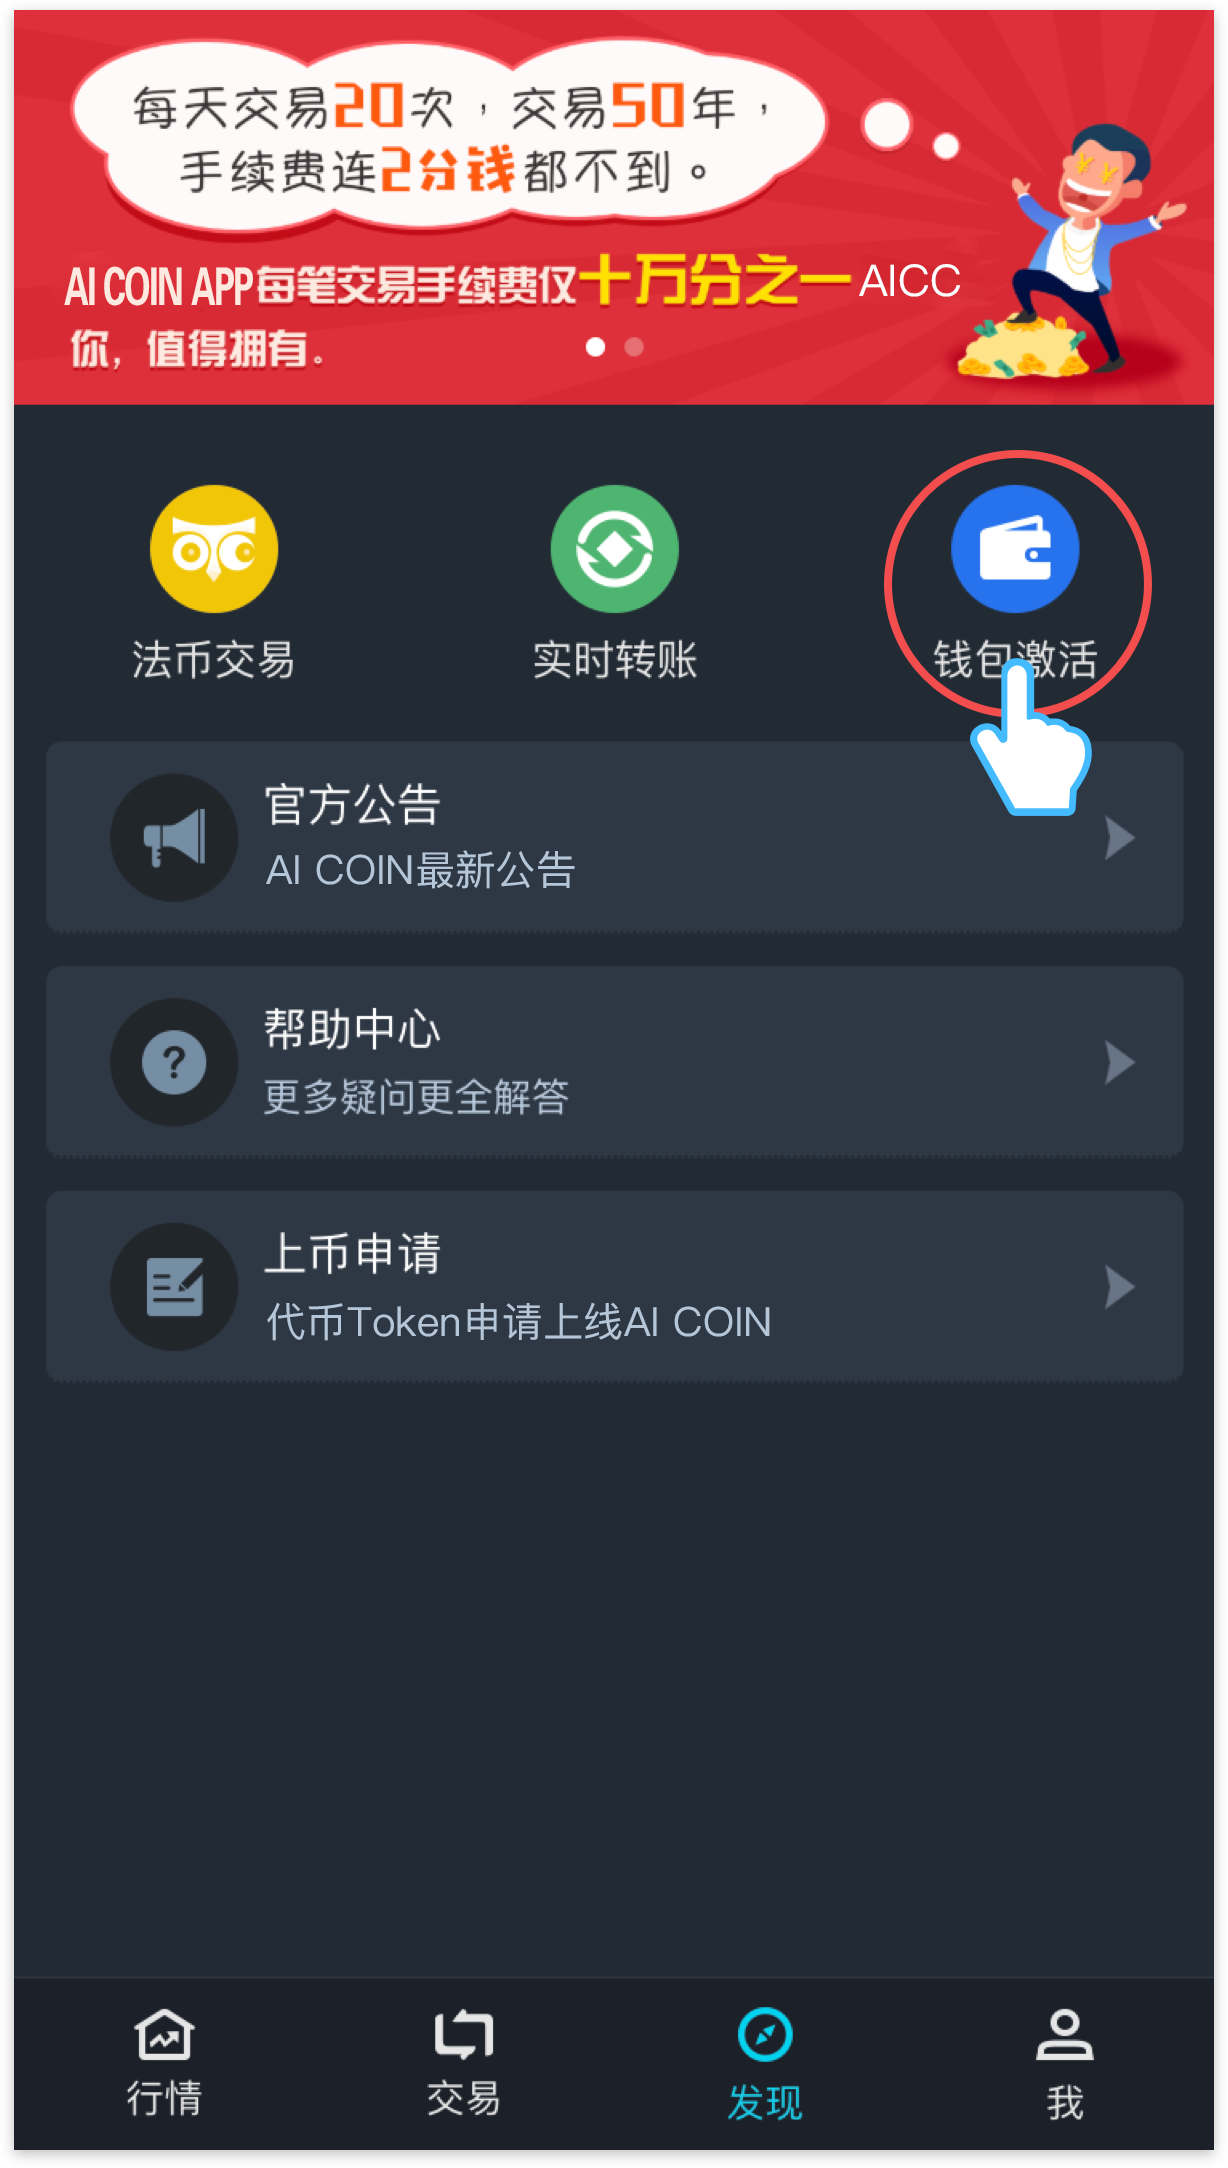 每天交易20次，交易50年，
手续费连2分钱都不到。
AI COIN APP每笔交易手续费仅十万分之一AICC
你，值得拥有。
法币交易
实时转账
钱包激活
官方公告
AI COIN最新公告
帮助中心
更多疑问更全解答
上币申请
代币Token申请上线AI COIN
行情
交易
发现
我